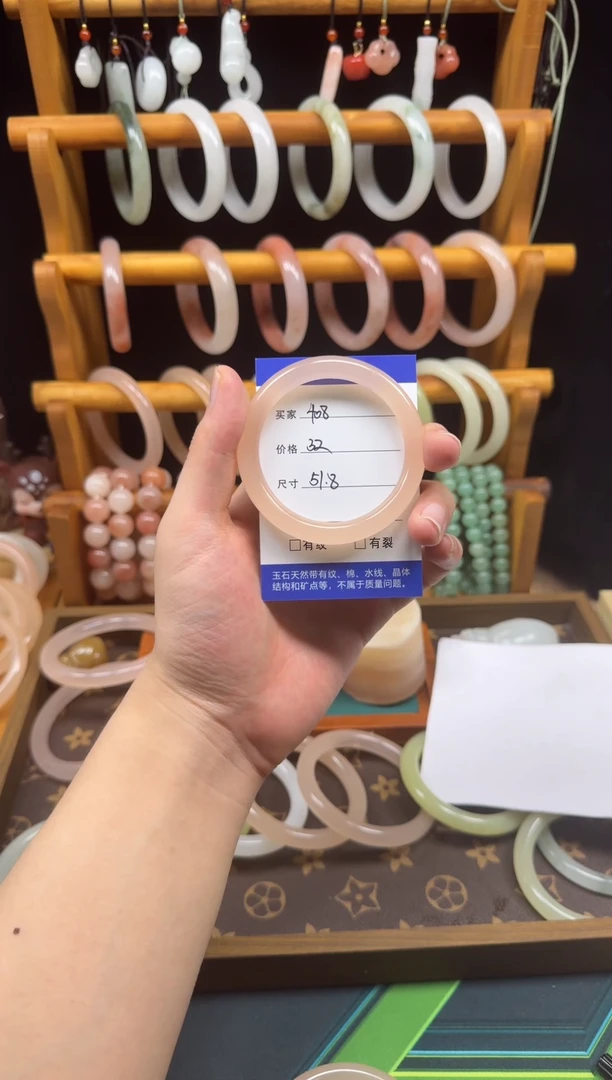 买家 408
价格 32
尺寸 51.8
□有纹 □有裂
玉石天然带有纹、棉、水线、晶体
结构和矿点等，不属于质量问题。